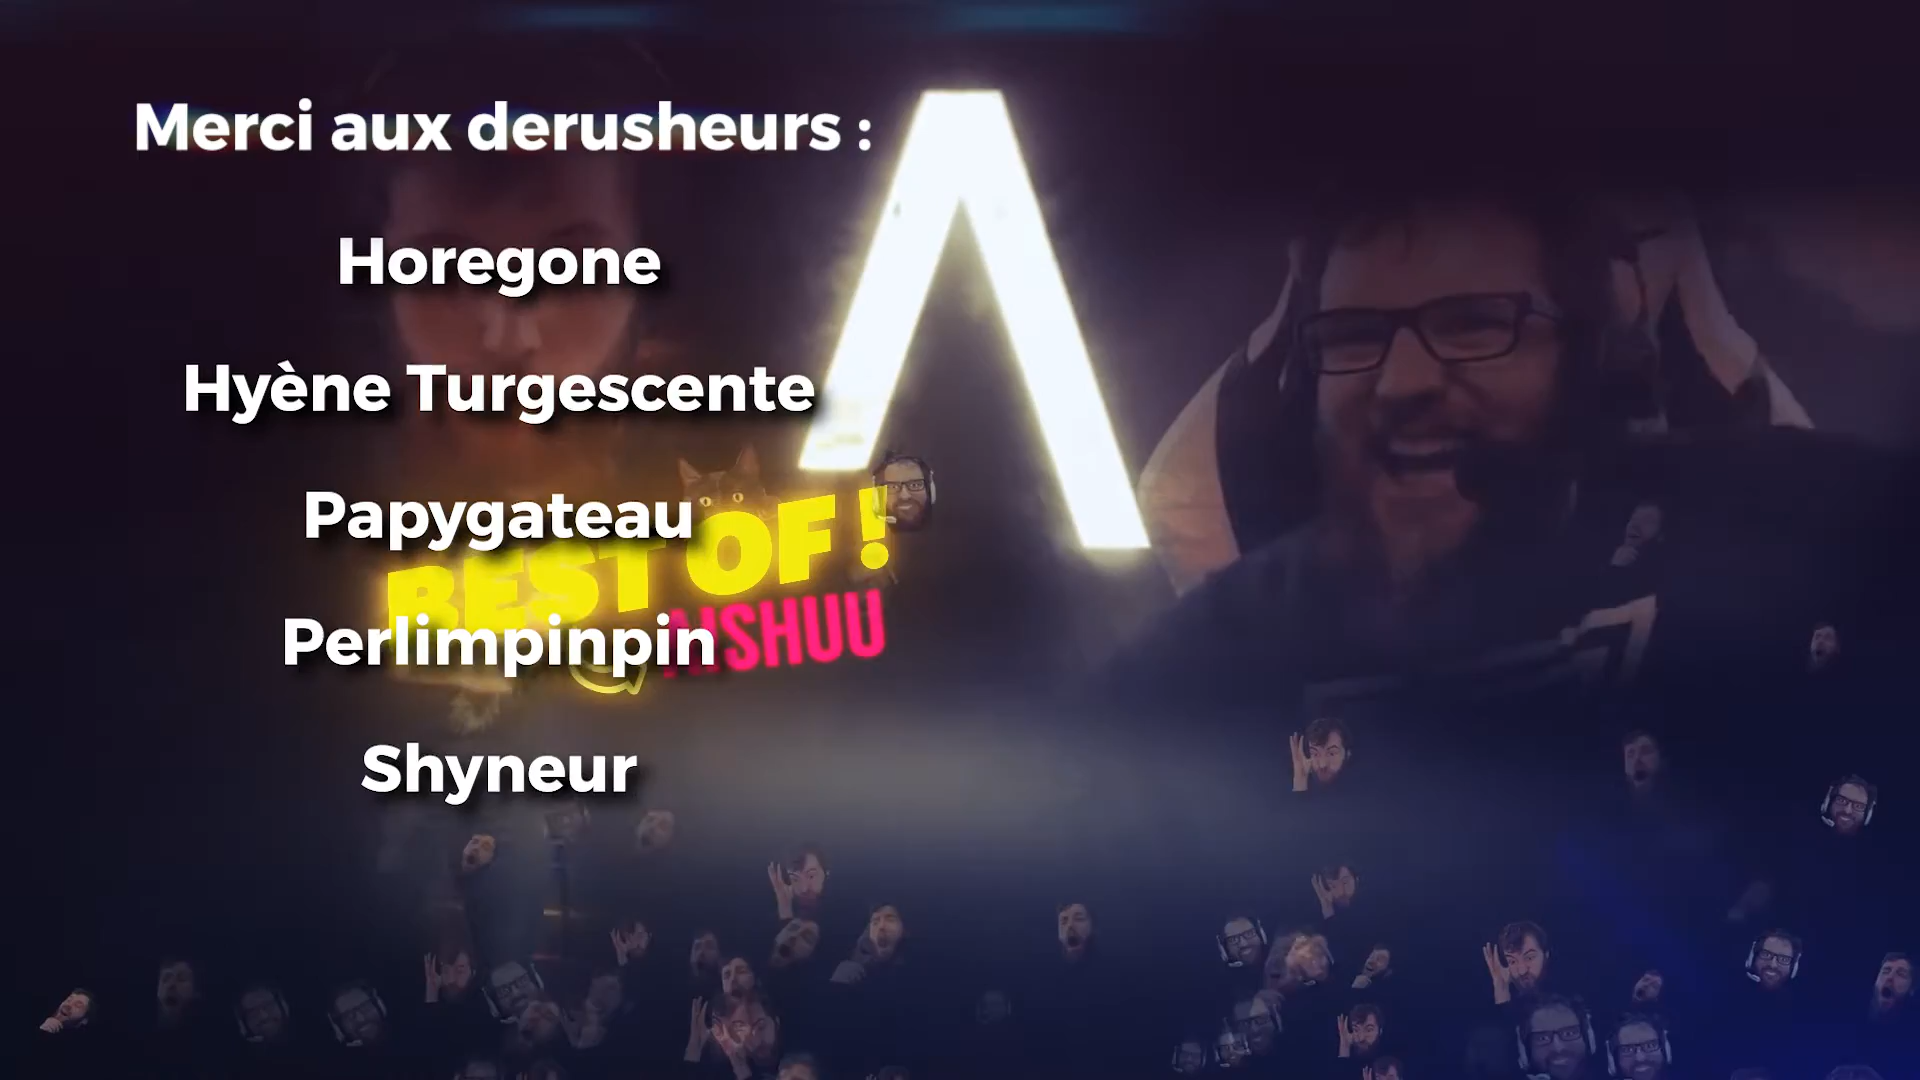 Merci aux derusheurs :
Horegone
Hyène Turgescente
Papygateau
BEST OF !
Perlimpinpin
Shyneur